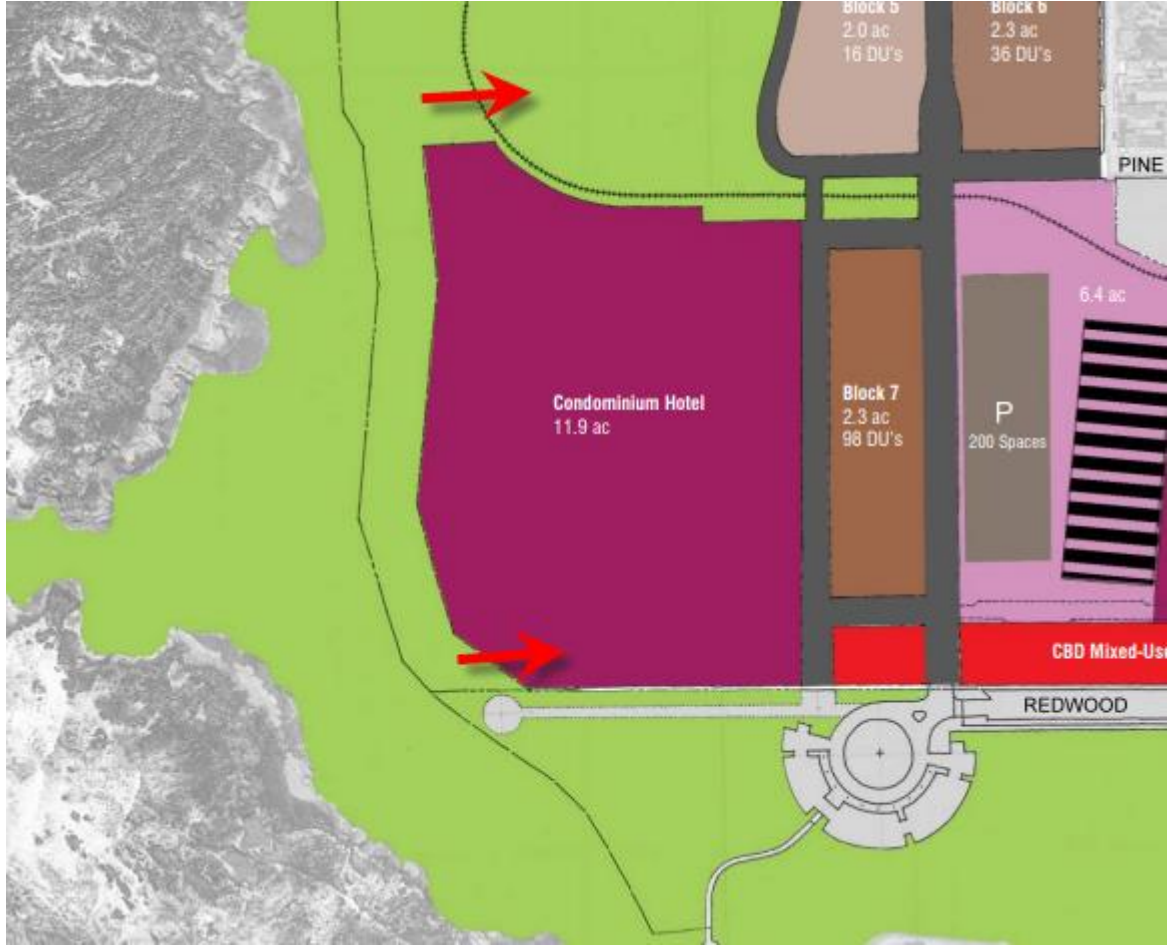 Block 5
2.0 ac
16 DU's
Block 6
2.3 ac
36 DU's
PINE
6.4 ac
Condominium Hotel
11.9 ac
Block 7
2.3 ac
98 DU's
P
200 Spaces
CBD Mixed-Use
REDWOOD